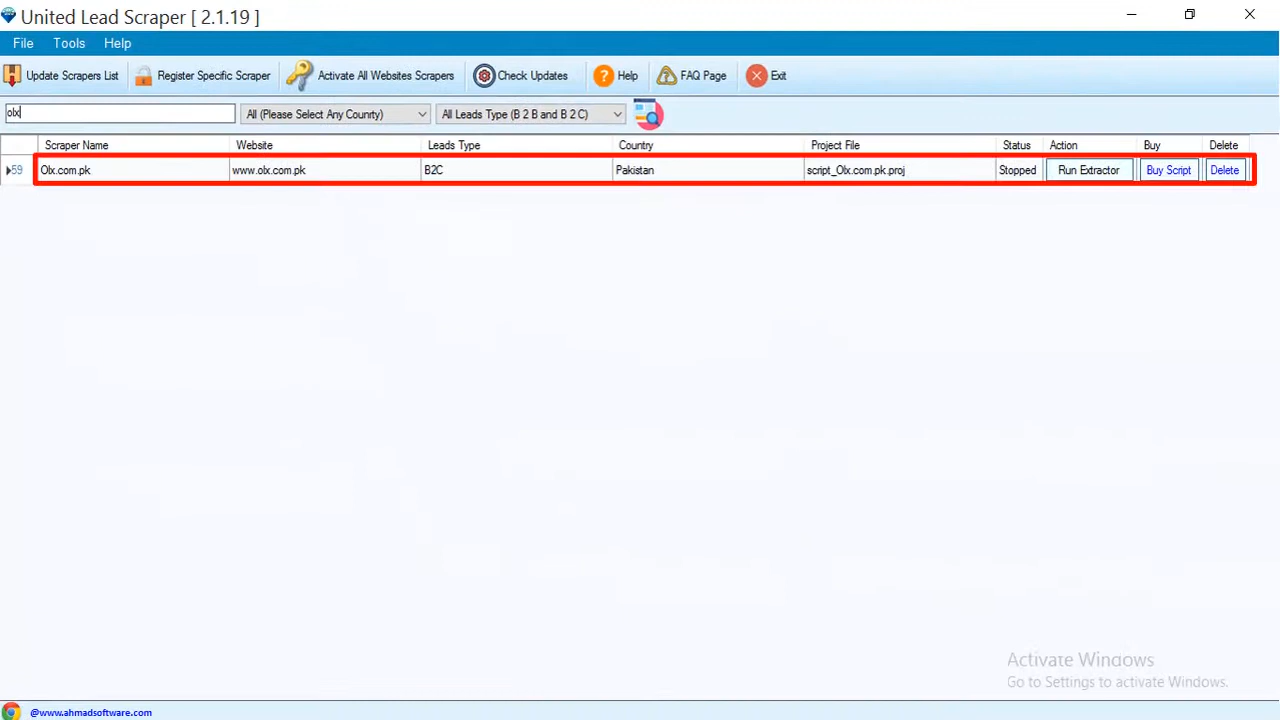 United Lead Scraper [ 2.1.19 ]
File Tools Help
Update Scrapers List Register Specific Scraper Activate All Websites Scrapers Check Updates Help FAQ Page Exit
olx All (Please Select Any County) All Leads Type (B 2 B and B 2 C)
Scraper Name Website Leads Type Country Project File Status Action Buy Delete
59 Olx.com.pk www.olx.com.pk B2C Pakistan script_Olx.com.pk.proj Stopped Run Extractor Buy Script Delete
Activate Windows
Go to Settings to activate Windows.
@www.ahmadsoftware.com